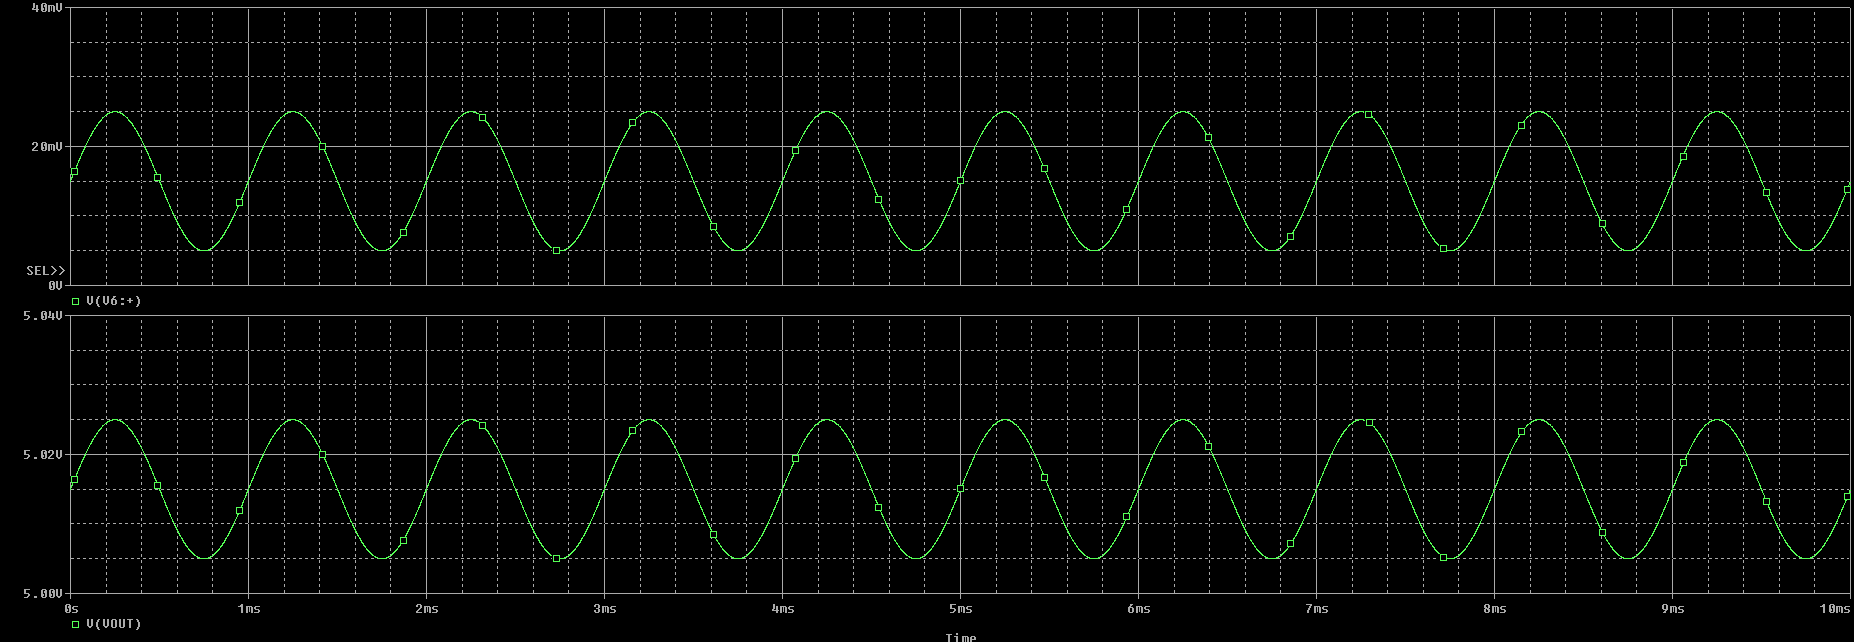 40mV
20mV
SEL>>
0V
V(V6:+)
5.04V
5.02V
5.00V
0s 1ms 2ms 3ms 4ms 5ms 6ms 7ms 8ms 9ms 10ms
V(VOUT)
Time